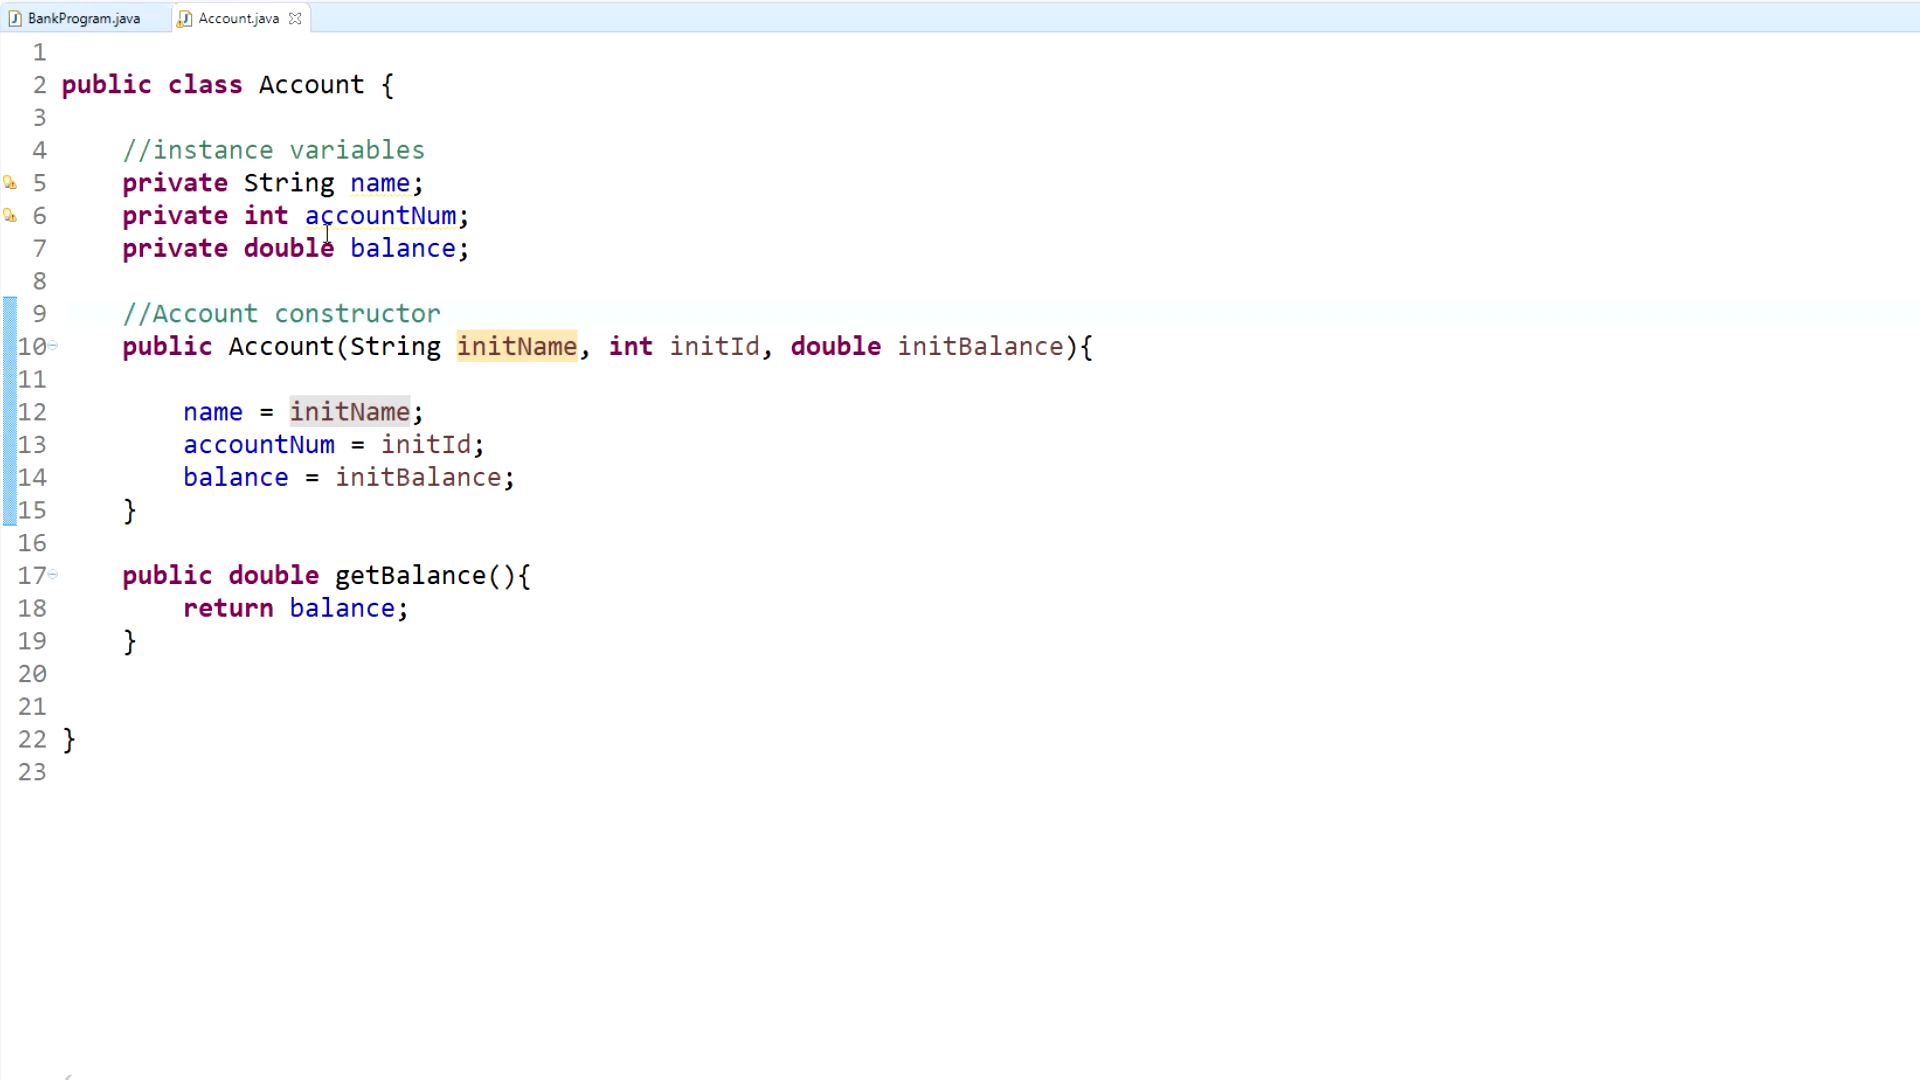 BankProgram.java Account.java
1
2 public class Account {
3
4 //instance variables
5 private String name;
6 private int accountNum;
7 private double balance;
8
9 //Account constructor
10 public Account(String initName, int initId, double initBalance){
11
12 name = initName;
13 accountNum = initId;
14 balance = initBalance;
15 }
16
17 public double getBalance(){
18 return balance;
19 }
20
21
22 }
23